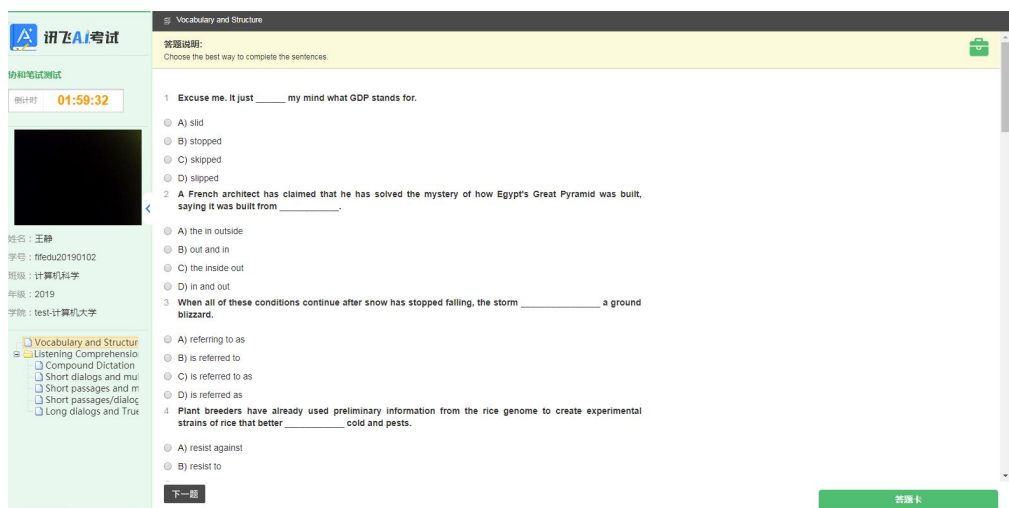 讯飞A.I.考试
协和笔试测试
倒计时 01:59:32
姓名：王静
学号：fifedu20190102
班级：计算机科学
年级：2019
学院：test-计算机大学
Vocabulary and Structur
Listening Comprehensio
Compound Dictation
Short dialogs and mul
Short passages and m
Short passages/dialog
Long dialogs and True
Vocabulary and Structure
答题说明:
Choose the best way to complete the sentences.
1 Excuse me. It just ______ my mind what GDP stands for.
A) slid
B) stopped
C) skipped
D) slipped
2 A French architect has claimed that he has solved the mystery of how Egypt's Great Pyramid was built,
saying it was built from ____________.
A) the in outside
B) out and in
C) the inside out
D) in and out
3 When all of these conditions continue after snow has stopped falling, the storm ________________ a ground
blizzard.
A) referring to as
B) is referred to
C) is referred to as
D) is referred as
4 Plant breeders have already used preliminary information from the rice genome to create experimental
strains of rice that better ____________ cold and pests.
A) resist against
B) resist to
下一题
答题卡